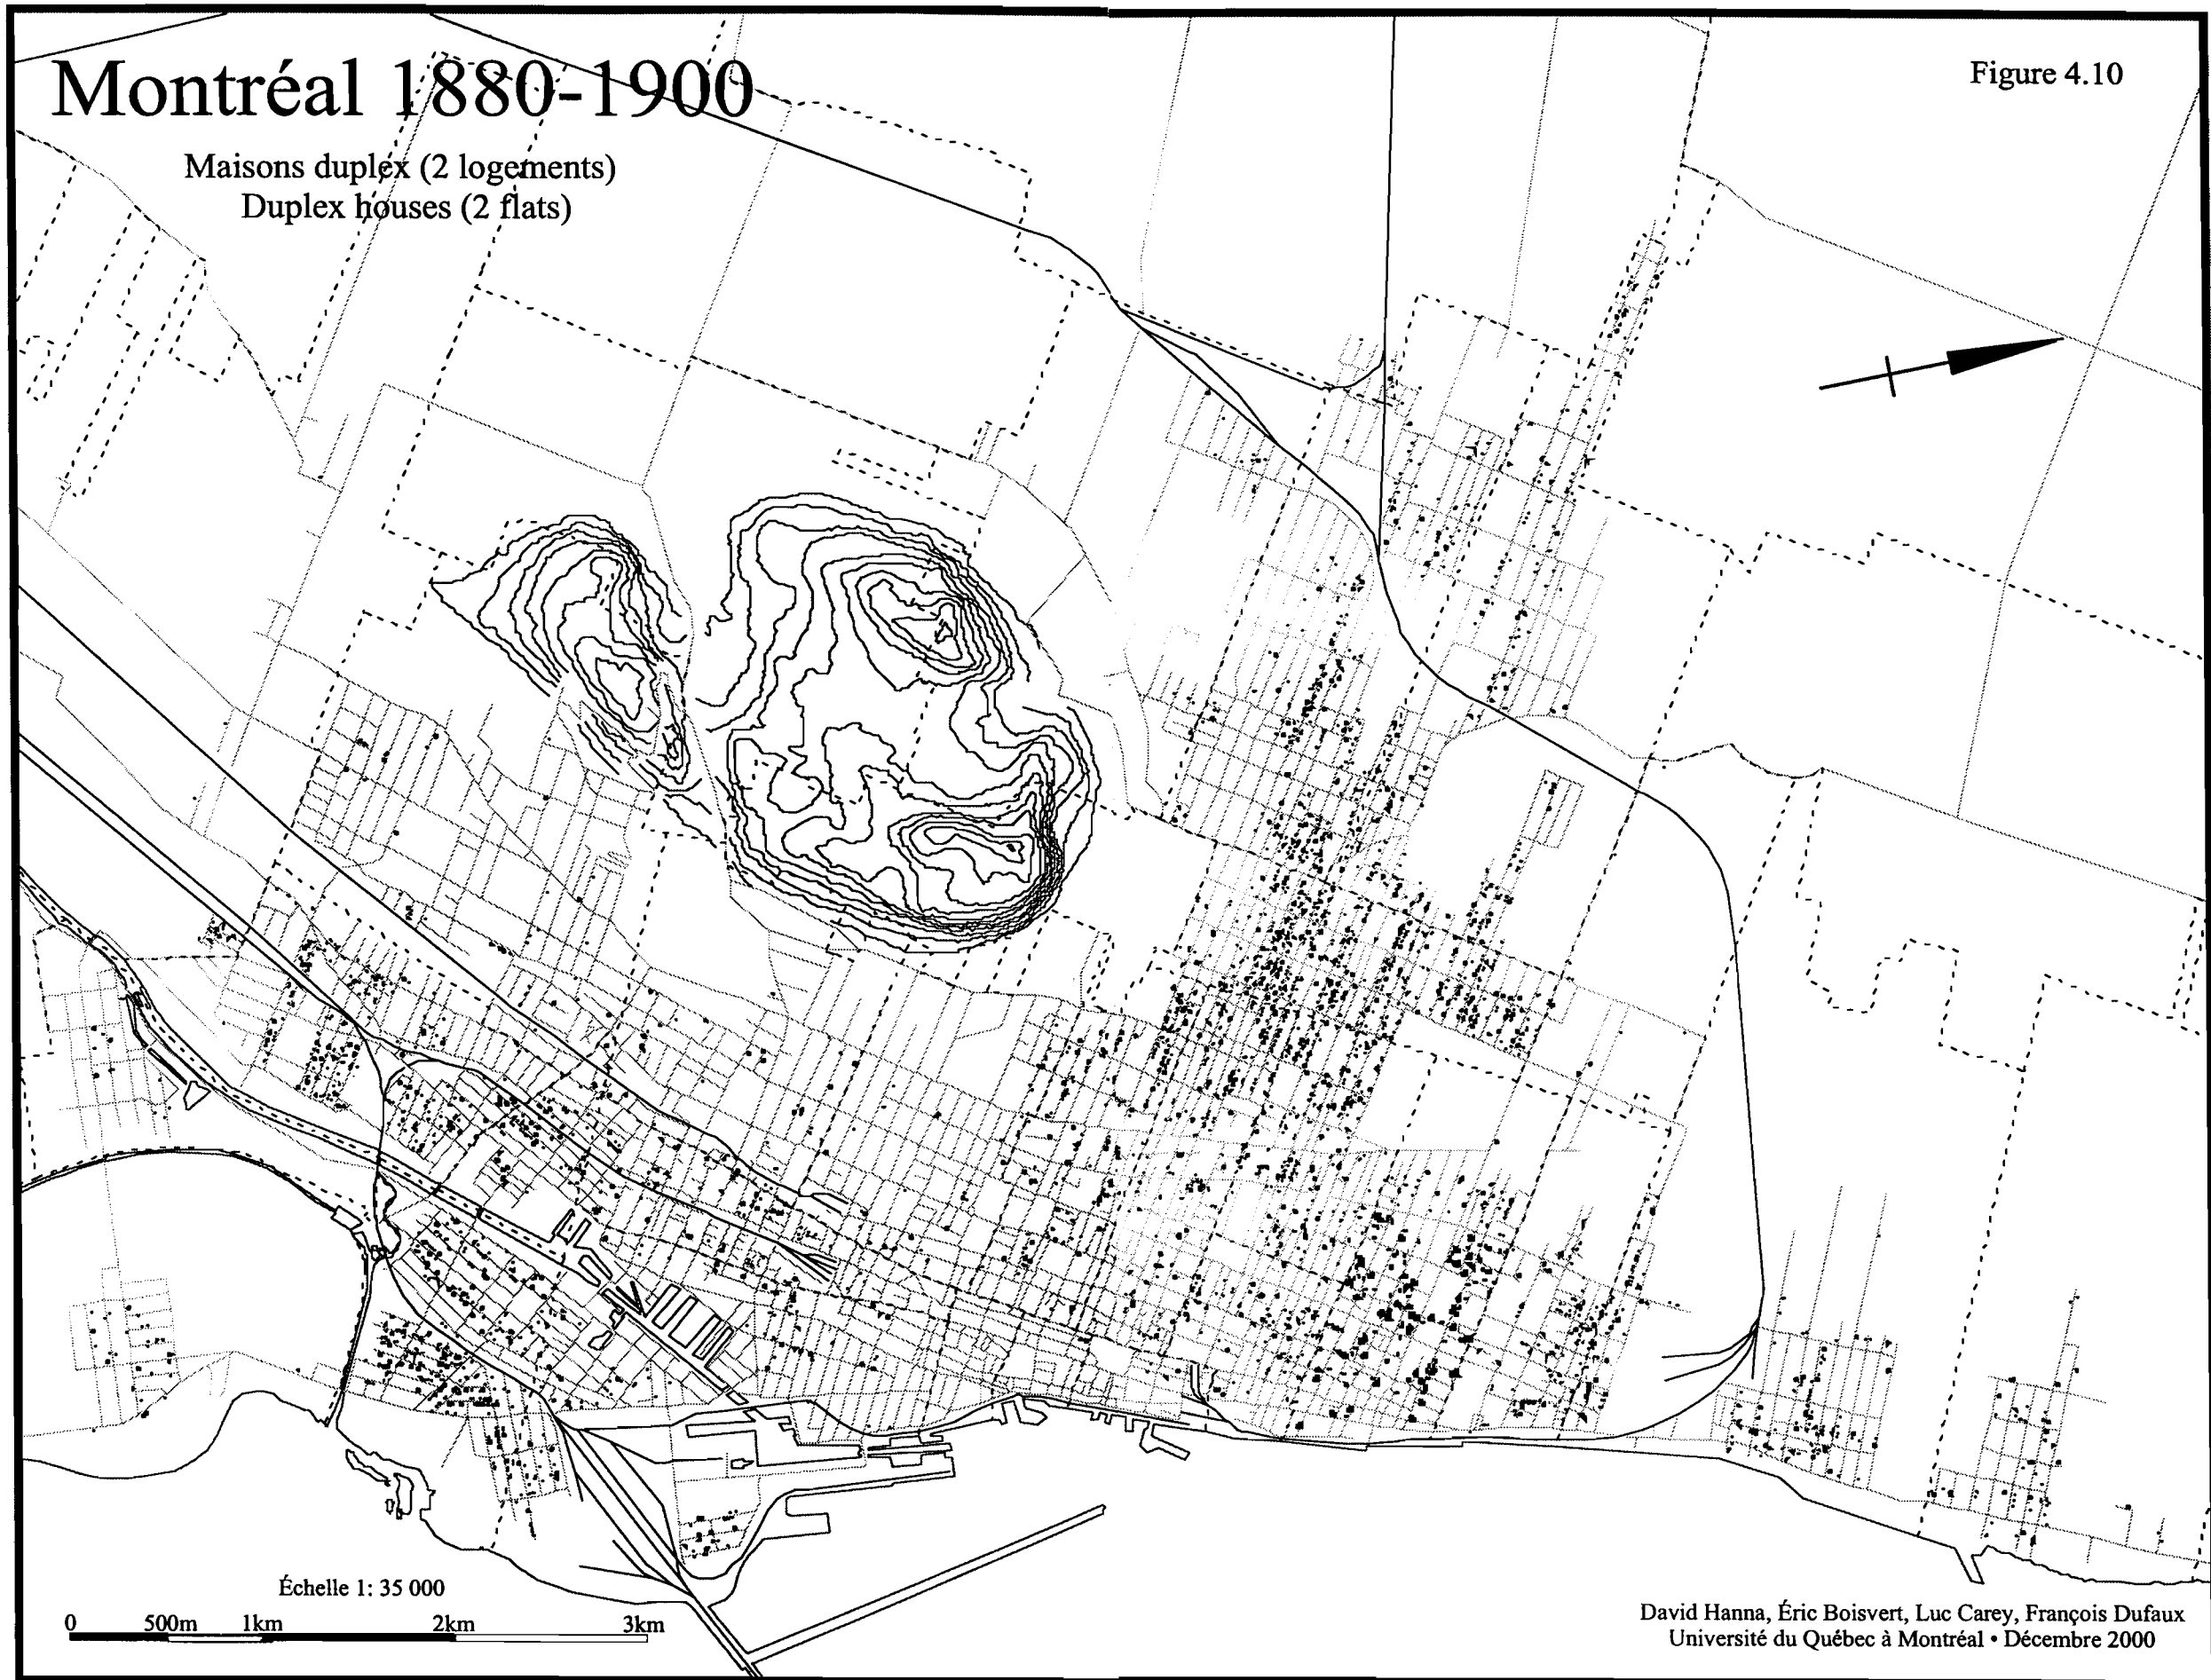 Montréal 1880-1900
Figure 4.10
Maisons duplex (2 logements)
Duplex houses (2 flats)
Échelle 1: 35 000
0 500m 1km 2km 3km
David Hanna, Éric Boisvert, Luc Carey, François Dufaux
Université du Québec à Montréal • Décembre 2000